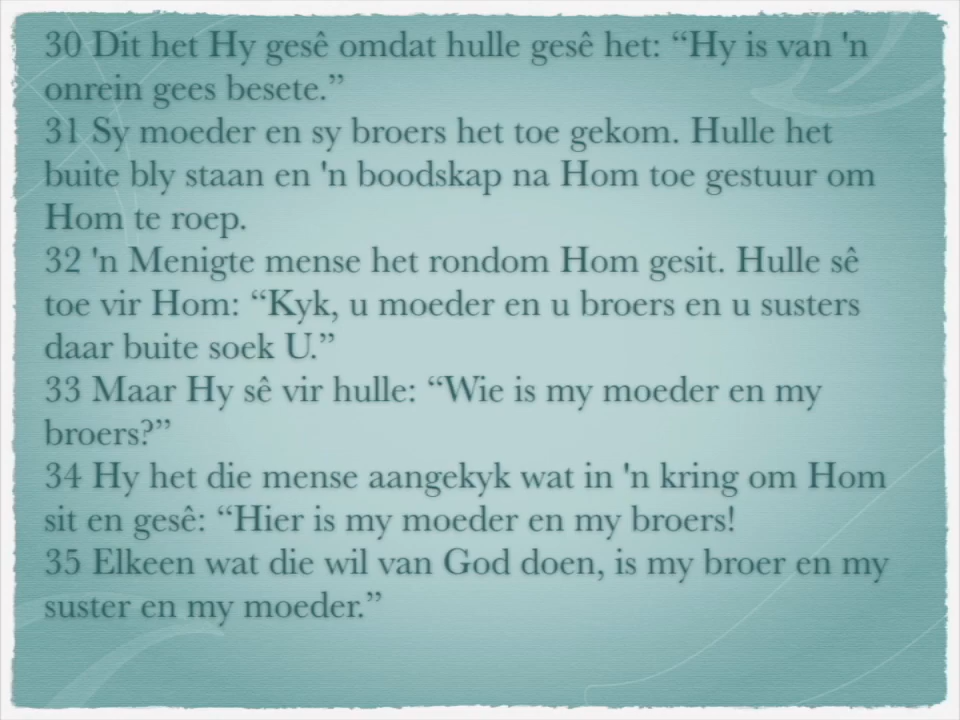 30 Dit het Hy gesê omdat hulle gesê het: “Hy is van 'n
onrein gees besete.”
31 Sy moeder en sy broers het toe gekom. Hulle het
buite bly staan en 'n boodskap na Hom toe gestuur om
Hom te roep.
32 'n Menigte mense het rondom Hom gesit. Hulle sê
toe vir Hom: “Kyk, u moeder en u broers en u susters
daar buite soek U.”
33 Maar Hy sê vir hulle: “Wie is my moeder en my
broers?”
34 Hy het die mense aangekyk wat in 'n kring om Hom
sit en gesê: “Hier is my moeder en my broers!
35 Elkeen wat die wil van God doen, is my broer en my
suster en my moeder.”